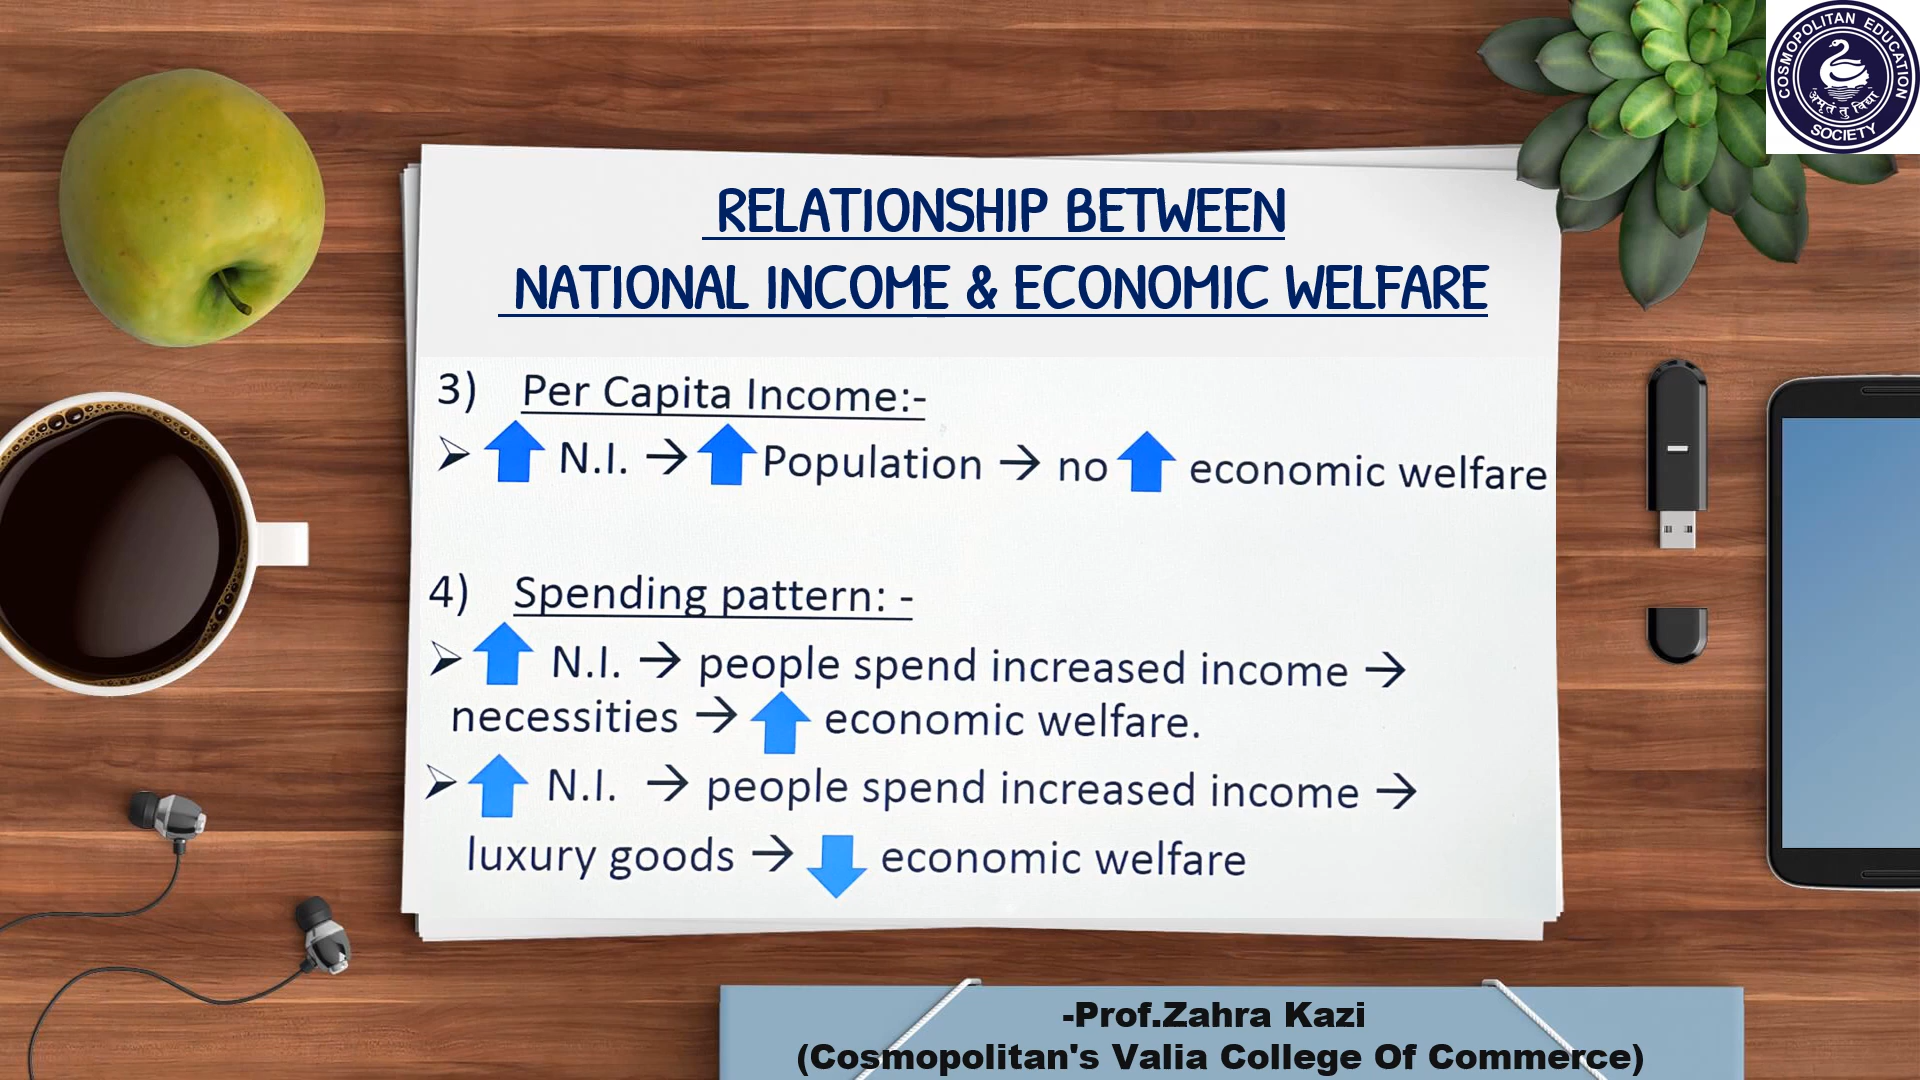 COSMOPOLITAN EDUCATION SOCIETY
अमृतं तु विद्या
RELATIONSHIP BETWEEN
NATIONAL INCOME & ECONOMIC WELFARE
3) Per Capita Income:-
➢ ⬆ N.I. → ⬆ Population → no ⬆ economic welfare
4) Spending pattern: -
➢ ⬆ N.I. → people spend increased income →
necessities → ⬆ economic welfare.
➢ ⬆ N.I. → people spend increased income →
luxury goods → ⬇ economic welfare
-Prof.Zahra Kazi
(Cosmopolitan's Valia College Of Commerce)